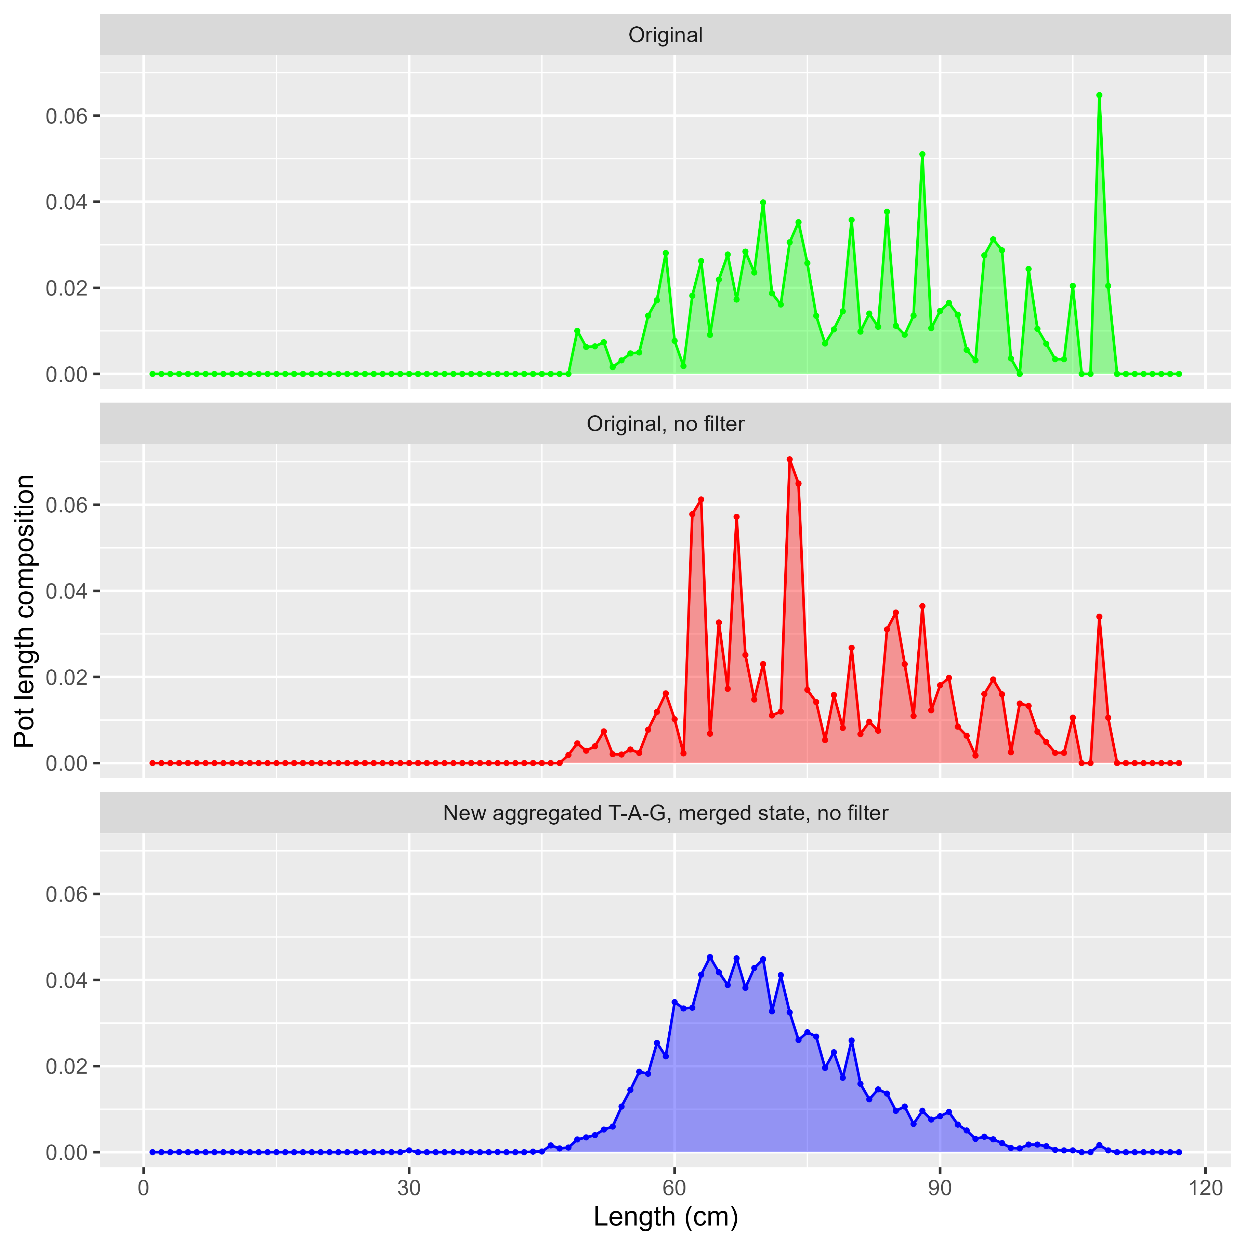 Original
0.06
0.04
0.02
0.00
Original, no filter
0.06
0.04
0.02
0.00
New aggregated T-A-G, merged state, no filter
0.06
0.04
0.02
0.00
0 30 60 90 120
Length (cm)
Pot length composition